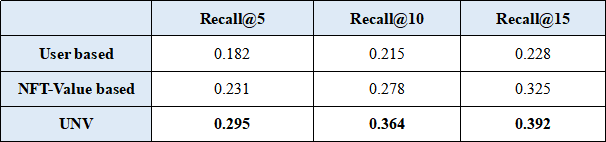 Recall@5 Recall@10 Recall@15
User based 0.182 0.215 0.228
NFT-Value based 0.231 0.278 0.325
UNV 0.295 0.364 0.392